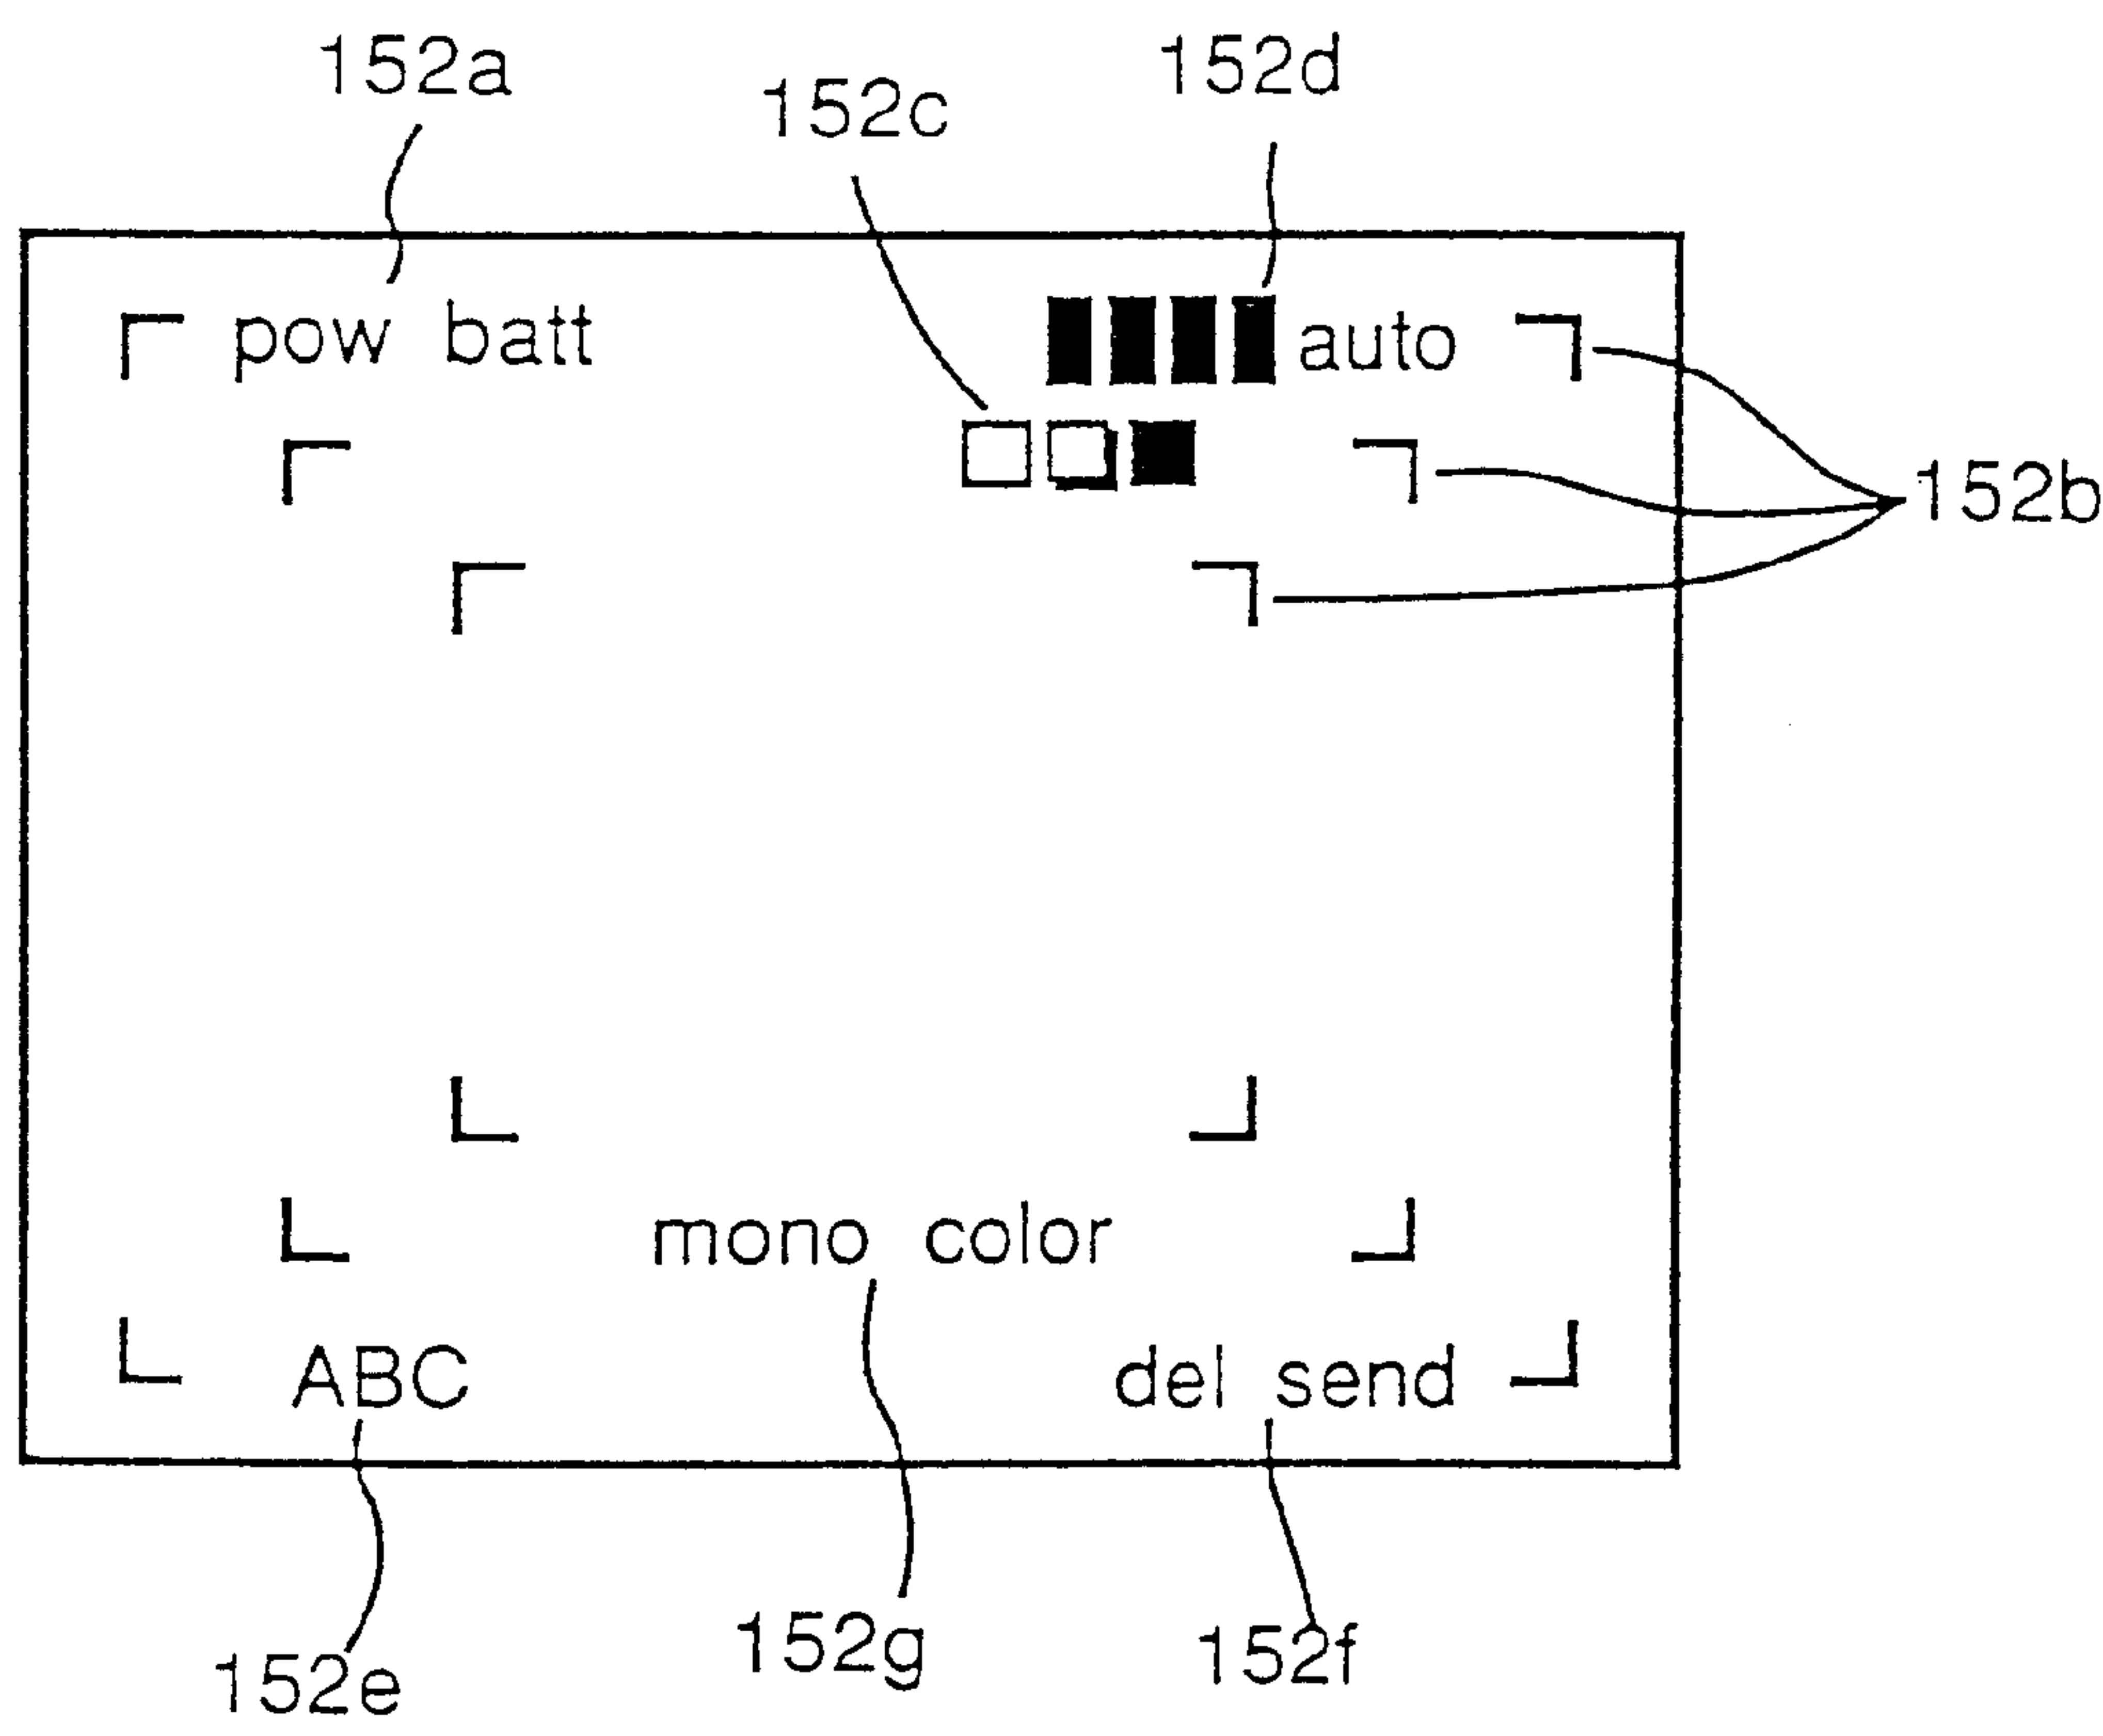 152a
152d
152c
pow batt
auto
152b
mono color
ABC
del send
152g
152f
152e